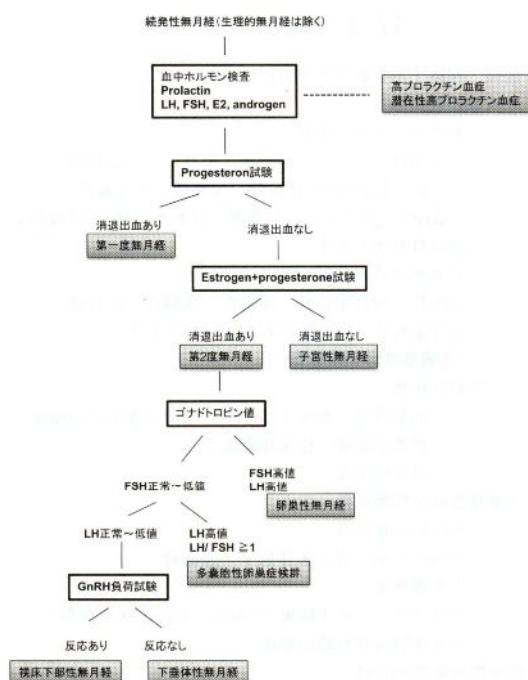 続発性無月経（生理的無月経は除く）
血中ホルモン検査
Prolactin
LH, FSH, E2, androgen
高プロラクチン血症
潜在性高プロラクチン血症
Progesteron試験
消退出血あり
第一度無月経
消退出血なし
Estrogen+progesterone試験
消退出血あり
第2度無月経
消退出血なし
子宮性無月経
ゴナドトロピン値
FSH正常～低値
FSH高値
LH高値
卵巣性無月経
LH正常～低値
LH高値
LH/ FSH ≧1
多嚢胞性卵巣症候群
GnRH負荷試験
反応あり
視床下部性無月経
反応なし
下垂体性無月経